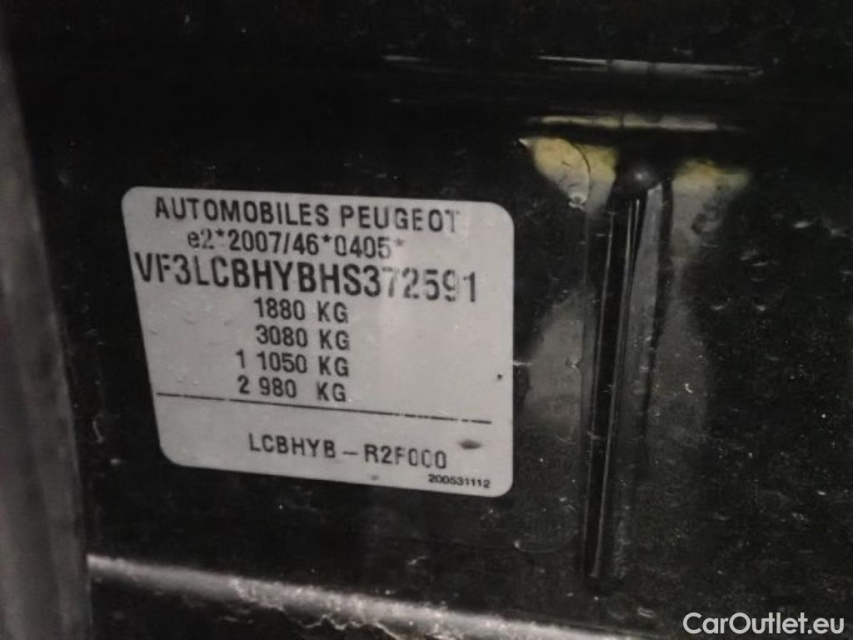 AUTOMOBILES PEUGEOT
e2*2007/46*0405*
VF3LCBHYBHS372591
1880 KG
3080 KG
1 1050 KG
2 980 KG
LCBHYB-R2F000
200531112
CarOutlet.eu